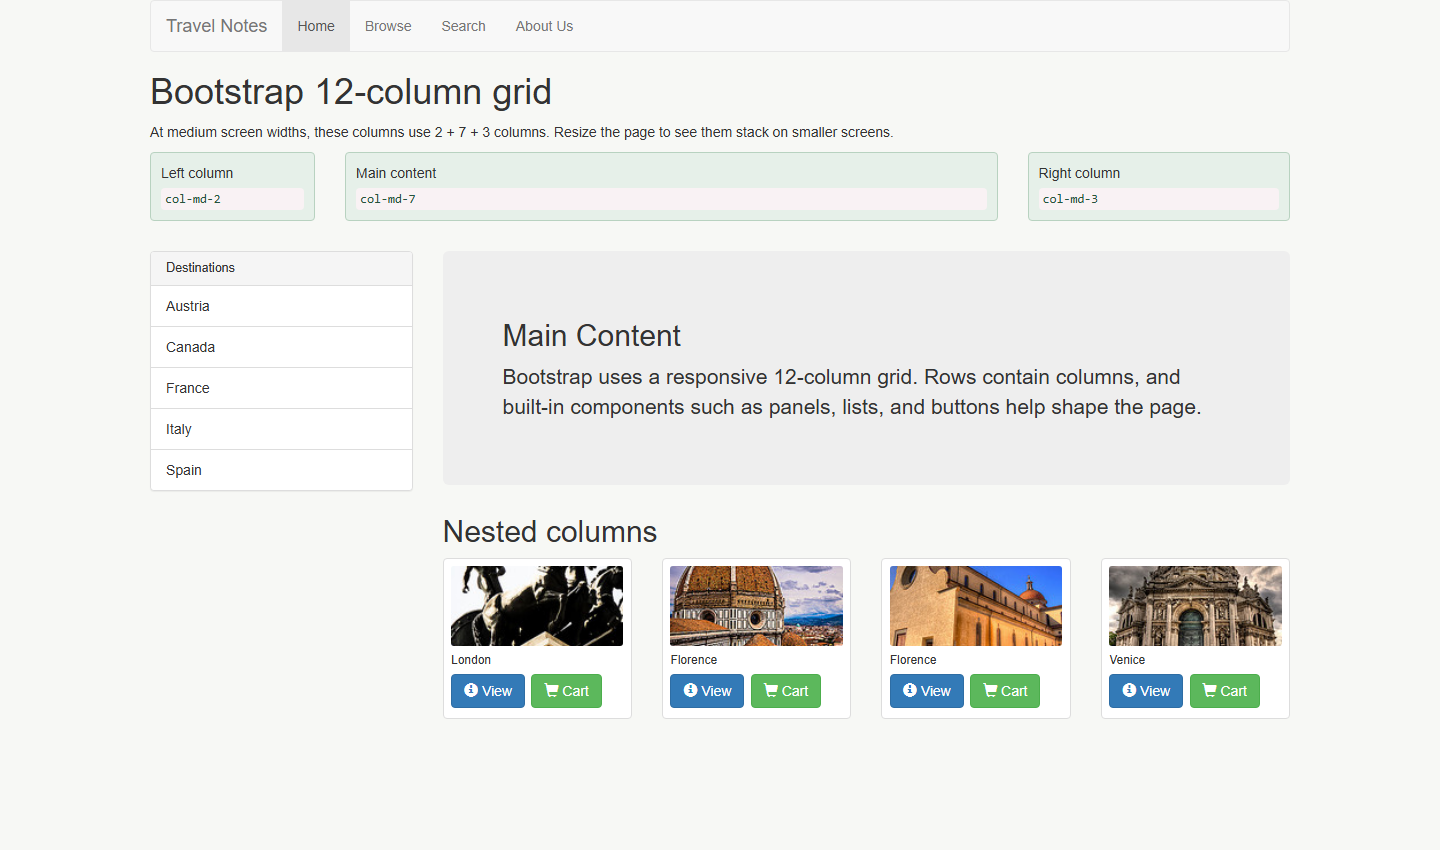 Travel Notes Home Browse Search About Us
Bootstrap 12-column grid
At medium screen widths, these columns use 2 + 7 + 3 columns. Resize the page to see them stack on smaller screens.
Left column
col-md-2
Main content
col-md-7
Right column
col-md-3
Destinations
Austria
Canada
France
Italy
Spain
Main Content
Bootstrap uses a responsive 12-column grid. Rows contain columns, and
built-in components such as panels, lists, and buttons help shape the page.
Nested columns
London
View Cart
Florence
View Cart
Florence
View Cart
Venice
View Cart